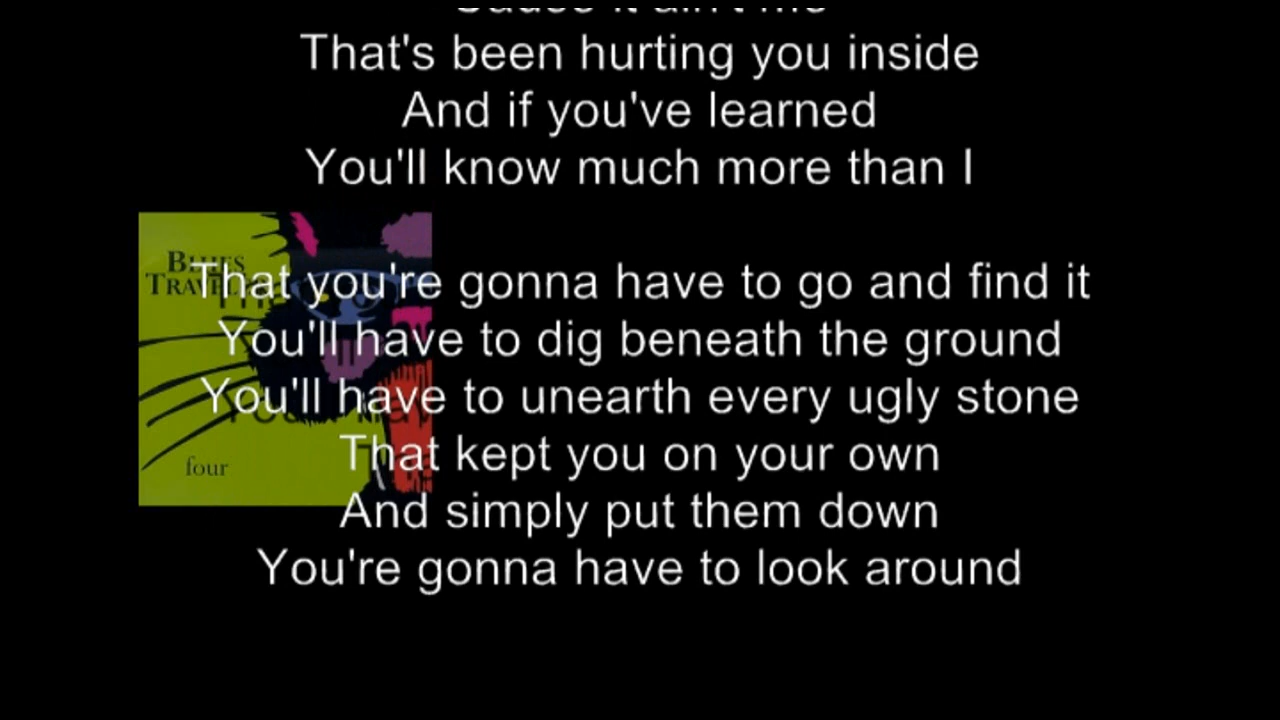 That's been hurting you inside
And if you've learned
You'll know much more than I
BLUES
TRAVELER
That you're gonna have to go and find it
You'll have to dig beneath the ground
You'll have to unearth every ugly stone
four
That kept you on your own
And simply put them down
You're gonna have to look around